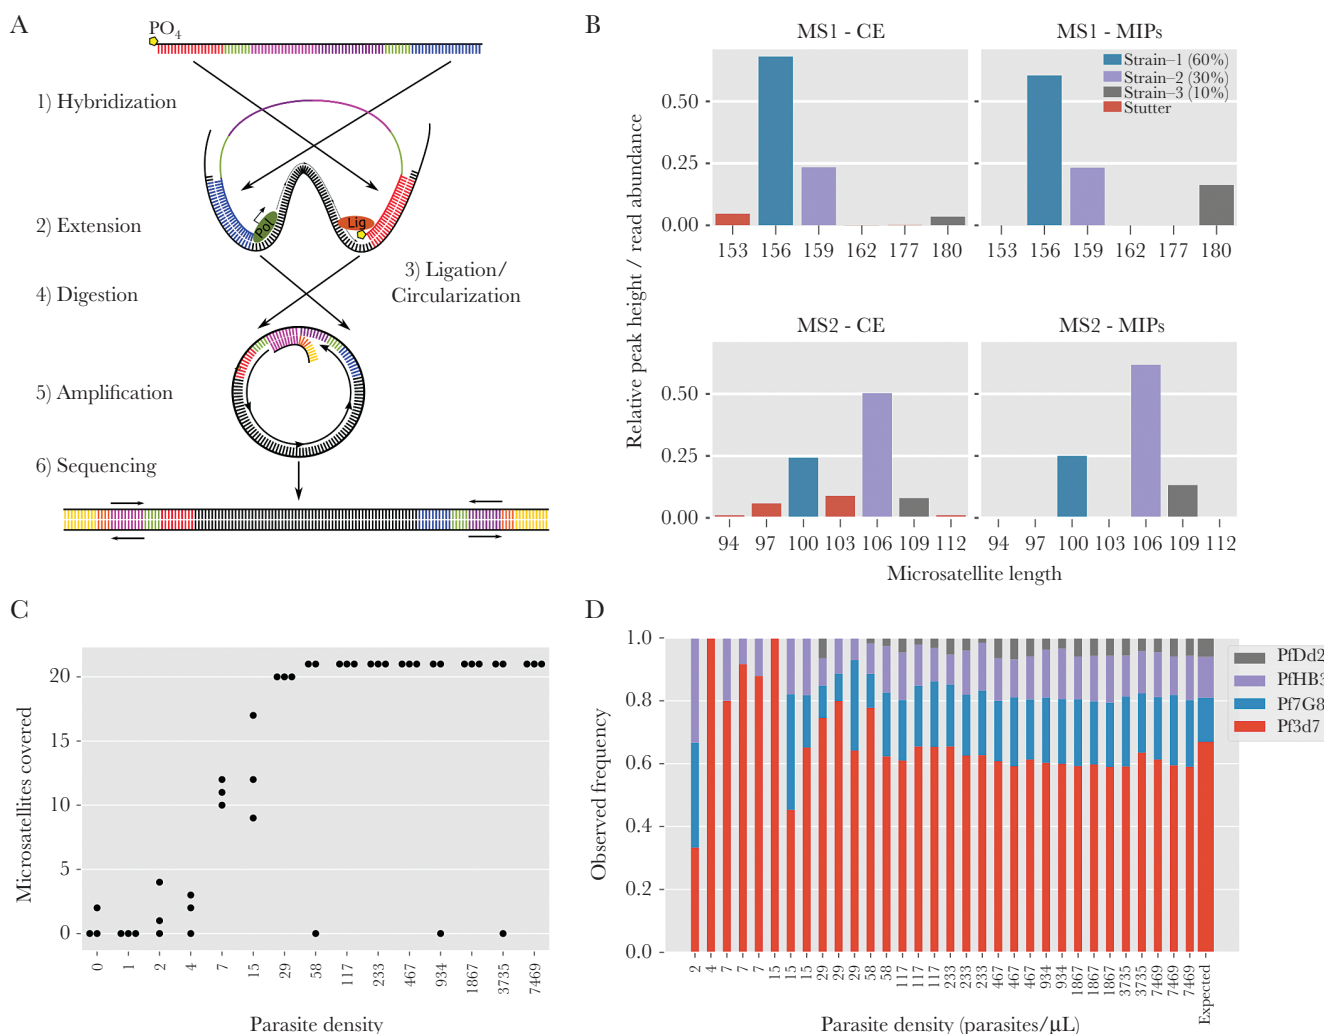 A
PO4
1) Hybridization
2) Extension
Pol
Lig
3) Ligation/
Circularization
4) Digestion
5) Amplification
6) Sequencing
B
Relative peak height / read abundance
MS1 - CE
0.50
0.25
0.00
153 156 159 162 177 180
MS1 - MIPs
Strain–1 (60%)
Strain–2 (30%)
Strain–3 (10%)
Stutter
153 156 159 162 177 180
MS2 - CE
0.50
0.25
0.00
94 97 100 103 106 109 112
MS2 - MIPs
94 97 100 103 106 109 112
Microsatellite length
C
Microsatellites covered
20
15
10
5
0
0 1 2 4 7 15 29 58 117 233 467 934 1867 3735 7469
Parasite density
D
Observed frequency
1.0
0.8
0.6
0.4
0.2
0.0
PfDd2
PfHB3
Pf7G8
Pf3d7
2 4 7 7 7 15 15 15 29 29 29 58 58 117 117 117 233 233 233 467 467 467 934 934 1867 1867 1867 3735 3735 7469 7469 7469 Expected
Parasite density (parasites/μL)